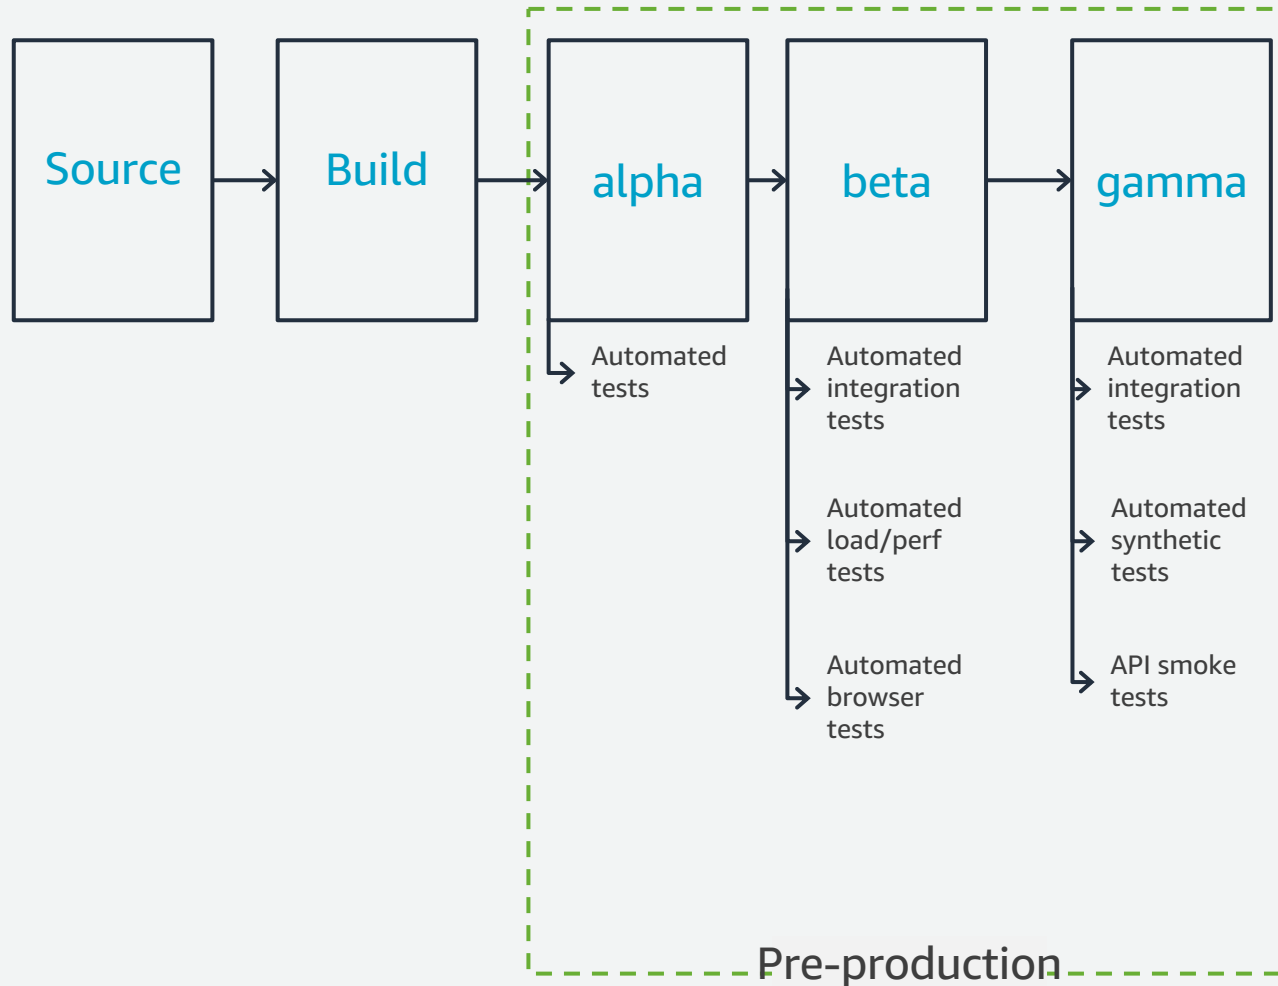 Source
Build
alpha
beta
gamma
Automated
tests
Automated
integration
tests
Automated
load/perf
tests
Automated
browser
tests
Automated
integration
tests
Automated
synthetic
tests
API smoke
tests
Pre-production